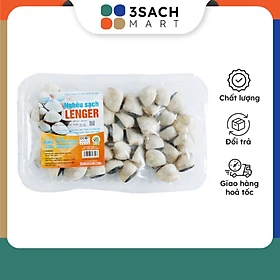 3SACH
MART
Nghêu sạch
LENGER
Chất lượng
Đổi trả
Giao hàng
hoả tốc